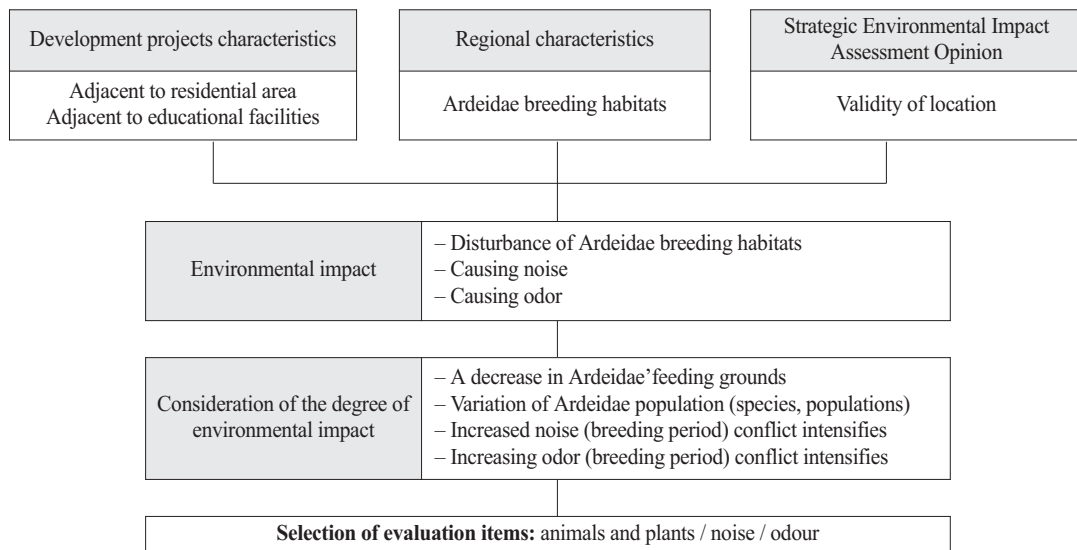 Development projects characteristics
Adjacent to residential area
Adjacent to educational facilities
Regional characteristics
Ardeidae breeding habitats
Strategic Environmental Impact
Assessment Opinion
Validity of location
Environmental impact
– Disturbance of Ardeidae breeding habitats
– Causing noise
– Causing odor
Consideration of the degree of
environmental impact
– A decrease in Ardeidae’feeding grounds
– Variation of Ardeidae population (species, populations)
– Increased noise (breeding period) conflict intensifies
– Increasing odor (breeding period) conflict intensifies
Selection of evaluation items: animals and plants / noise / odour